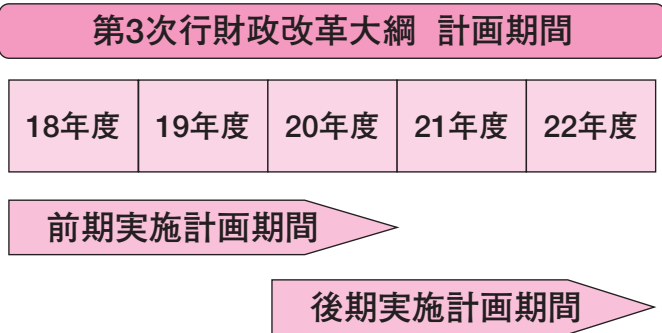 第3次行財政改革大綱 計画期間
18年度 19年度 20年度 21年度 22年度
前期実施計画期間
後期実施計画期間